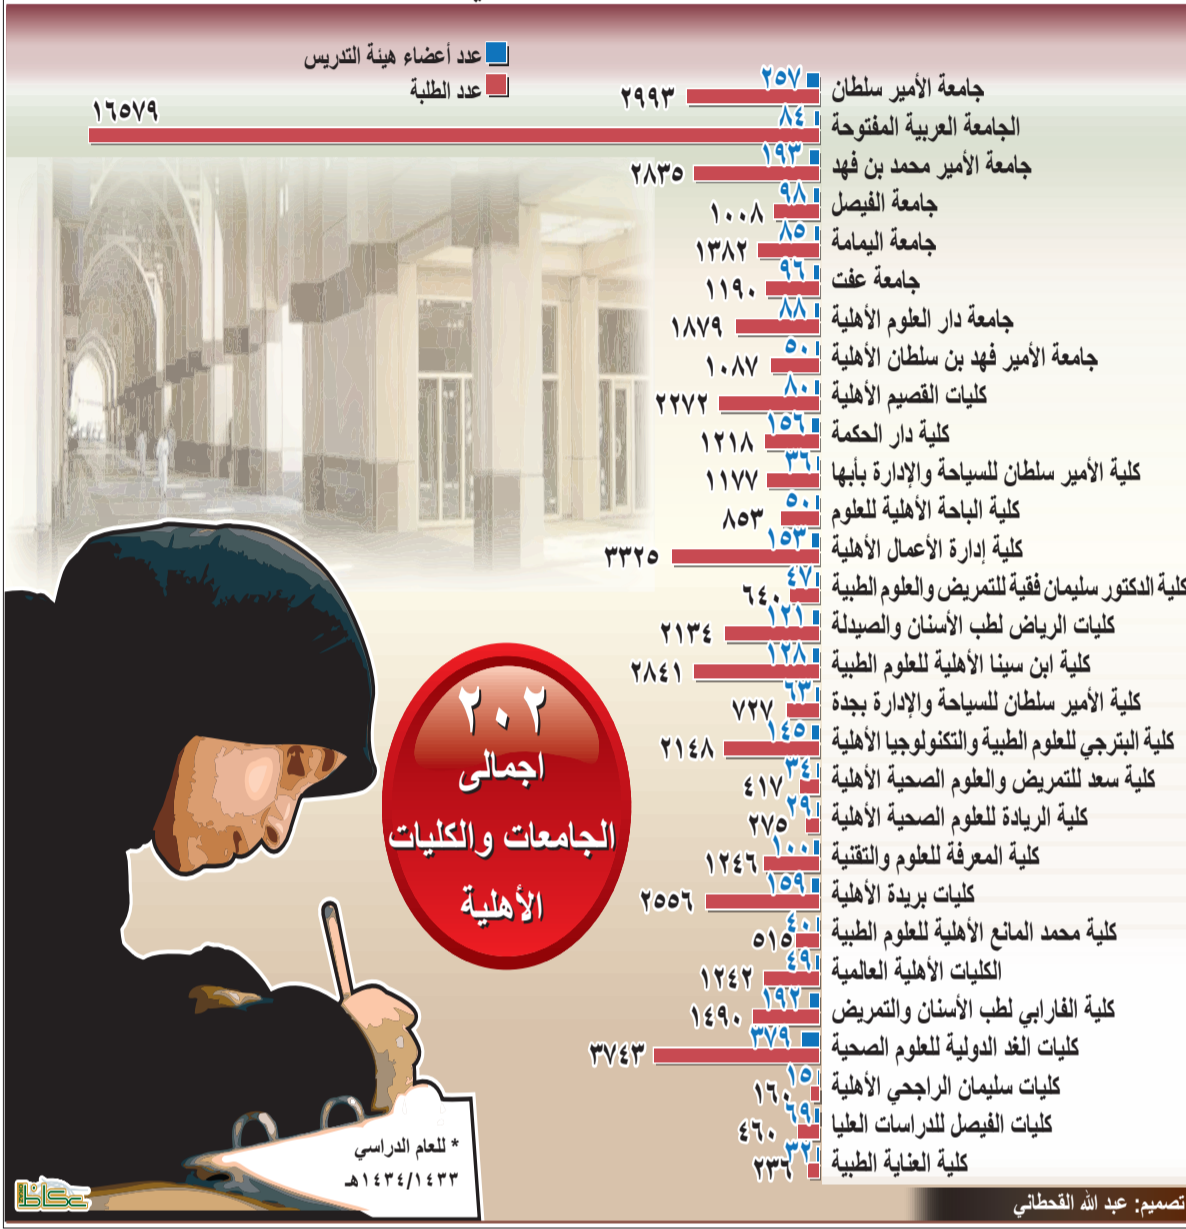 عدد أعضاء هيئة التدريس
عدد الطلبة
جامعة الأمير سلطان ٢٥٧ ٢٩٩٣
الجامعة العربية المفتوحة ٨٤ ١٦٥٧٩
جامعة الأمير محمد بن فهد ١٩٣ ٢٨٣٥
جامعة الفيصل ٩٨ ١٠٠٨
جامعة اليمامة ٨٥ ١٣٨٢
جامعة عفت ٩٦ ١١٩٠
جامعة دار العلوم الأهلية ٨٨ ١٨٧٩
جامعة الأمير فهد بن سلطان الأهلية ٥٠ ١٠٨٧
كليات القصيم الأهلية ٨٠ ٢٢٧٢
كلية دار الحكمة ١٥٦ ١٢١٨
كلية الأمير سلطان للسياحة والإدارة بأبها ٣٦ ١١٧٧
كلية الباحة الأهلية للعلوم ٥٠ ٨٥٣
كلية إدارة الأعمال الأهلية ١٥٣ ٣٣٢٥
كلية الدكتور سليمان فقية للتمريض والعلوم الطبية ٤٧ ٦٤٠
كليات الرياض لطب الأسنان والصيدلة ١٢١ ٢١٣٤
كلية ابن سينا الأهلية للعلوم الطبية ١٢٨ ٢٨٤١
كلية الأمير سلطان للسياحة والإدارة بجدة ٦٣ ٧٢٧
كلية البترجي للعلوم الطبية والتكنولوجيا الأهلية ١٤٥ ٢١٤٨
كلية سعد للتمريض والعلوم الصحية الأهلية ٣٤ ٤١٧
كلية الريادة للعلوم الصحية الأهلية ٢٩ ٢٧٥
كلية المعرفة للعلوم والتقنية ١٠٠ ١٢٤٦
كليات بريدة الأهلية ١٥٩ ٢٥٥٦
كلية محمد المانع الأهلية للعلوم الطبية ٤٠ ٥١٥
الكليات الأهلية العالمية ٤٩ ١٢٤٢
كلية الفارابي لطب الأسنان والتمريض ١٩٢ ١٤٩٠
كليات الغد الدولية للعلوم الصحية ٣٧٩ ٣٧٤٣
كليات سليمان الراجحي الأهلية ١٥ ١٦٠
كليات الفيصل للدراسات العليا ٦٩ ٤٦٠
كلية العناية الطبية ٣٢ ٢٣٦
٢٠٢
اجمالى
الجامعات والكليات
الأهلية
* للعام الدراسي
١٤٣٤/١٤٣٣هـ
تصميم: عبد الله القحطاني
عكاظ